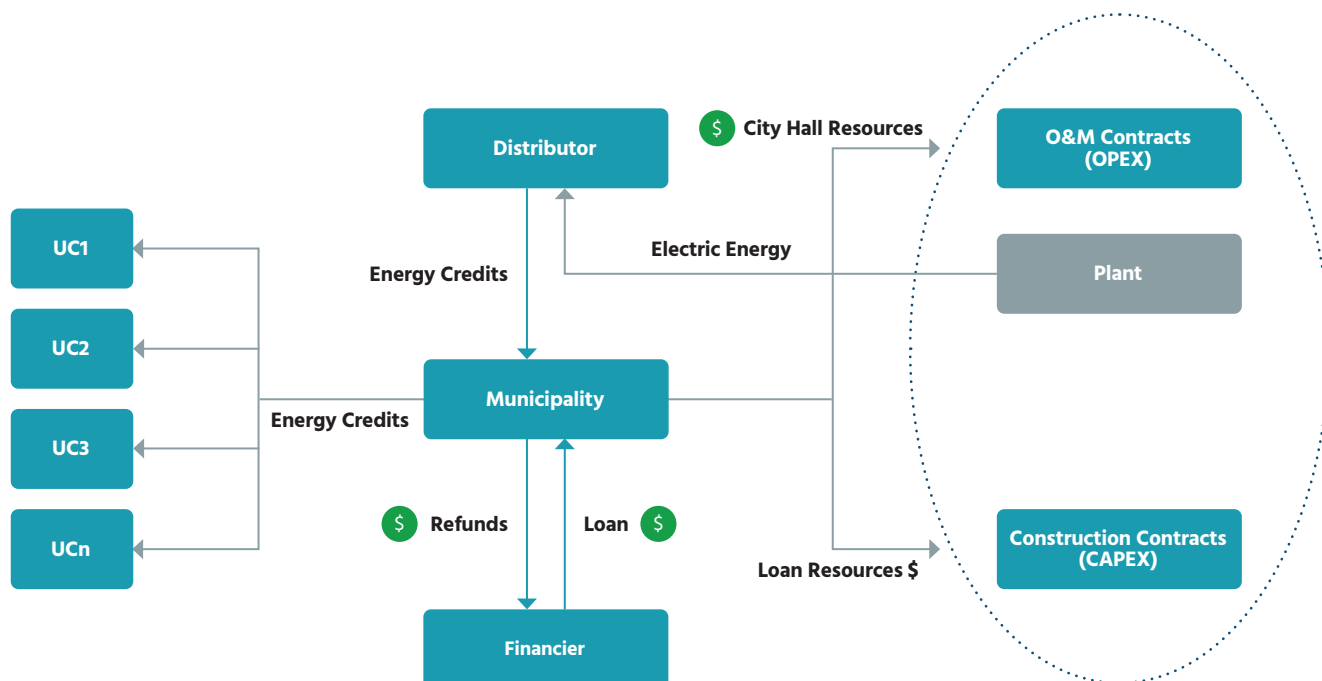 $ City Hall Resources
Distributor
O&M Contracts
(OPEX)
UC1
Electric Energy
Plant
Energy Credits
UC2
Municipality
Energy Credits
UC3
$ Refunds
Loan $
UCn
Construction Contracts
(CAPEX)
Loan Resources $
Financier